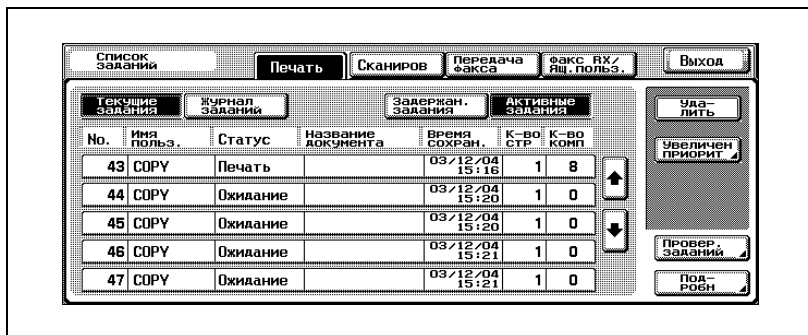 Список заданий
Печать
Сканиров
Передача факса
Факс RX/ Ящ.польз.
Выход
Текущие задания
Журнал заданий
Задержан. задания
Активные задания
Уда-лить
No. Имя польз. Статус Название документа Время сохран. К-во стр К-во комп
Увеличен приорит
43 COPY Печать 03/12/04 15:16 1 8
44 COPY Ожидание 03/12/04 15:20 1 0
45 COPY Ожидание 03/12/04 15:20 1 0
46 COPY Ожидание 03/12/04 15:21 1 0
Провер. заданий
47 COPY Ожидание 03/12/04 15:21 1 0
Под-робн